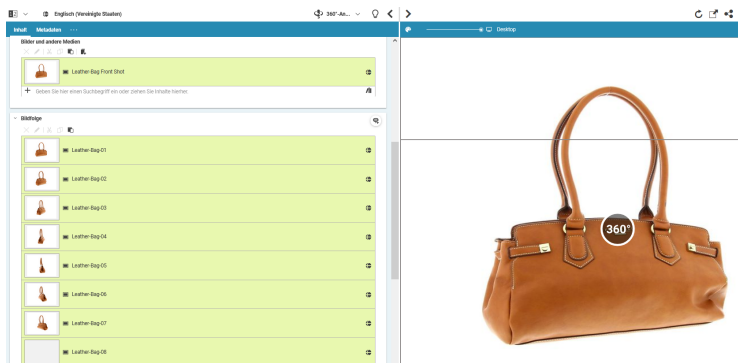 Englisch (Vereinigte Staaten)
360°-An...
Inhalt Metadaten ...
Desktop
Bilder und andere Medien
Leather-Bag Front Shot
Geben Sie hier einen Suchbegriff ein oder ziehen Sie Inhalte hierher.
Bildfolge
Leather-Bag-01
Leather-Bag-02
Leather-Bag-03
Leather-Bag-04
Leather-Bag-05
Leather-Bag-06
Leather-Bag-07
Leather-Bag-08
360°